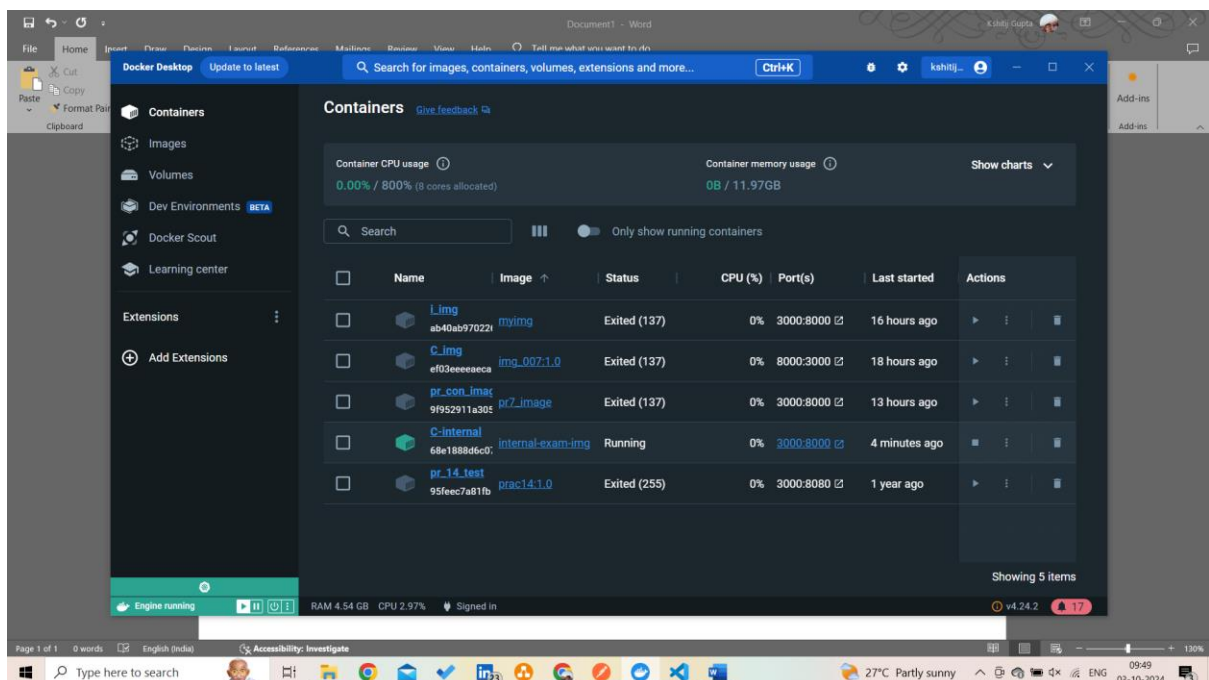 Document1 - Word
Kshitij Gupta
File Home Insert Draw Design Layout References Mailings Review View Help Tell me what you want to do
Cut
Copy
Paste
Format Pain
Clipboard
Add-ins
Add-ins
Docker Desktop Update to latest
Search for images, containers, volumes, extensions and more... Ctrl+K
kshitij...
Containers
Images
Volumes
Dev Environments BETA
Docker Scout
Learning center
Extensions
Add Extensions
Containers Give feedback
Container CPU usage
0.00% / 800% (8 cores allocated)
Container memory usage
0B / 11.97GB
Show charts
Search
Only show running containers
Name Image Status CPU (%) Port(s) Last started Actions
i_img
ab40ab97022 myimg Exited (137) 0% 3000:8000 16 hours ago
C_img
ef03eeeeaeca img_007:1.0 Exited (137) 0% 8000:3000 18 hours ago
pr_con_imag
9f952911a305 pr7_image Exited (137) 0% 3000:8000 13 hours ago
C-internal
68e1888d6c0 internal-exam-img Running 0% 3000:8000 4 minutes ago
pr_14_test
95feec7a81fb prac14:1.0 Exited (255) 0% 3000:8080 1 year ago
Showing 5 items
Engine running
RAM 4.54 GB CPU 2.97% Signed in
v4.24.2 17
Page 1 of 1 0 words English (India) Accessibility: Investigate
130%
Type here to search
27°C Partly sunny ENG
09:49
03-10-2024